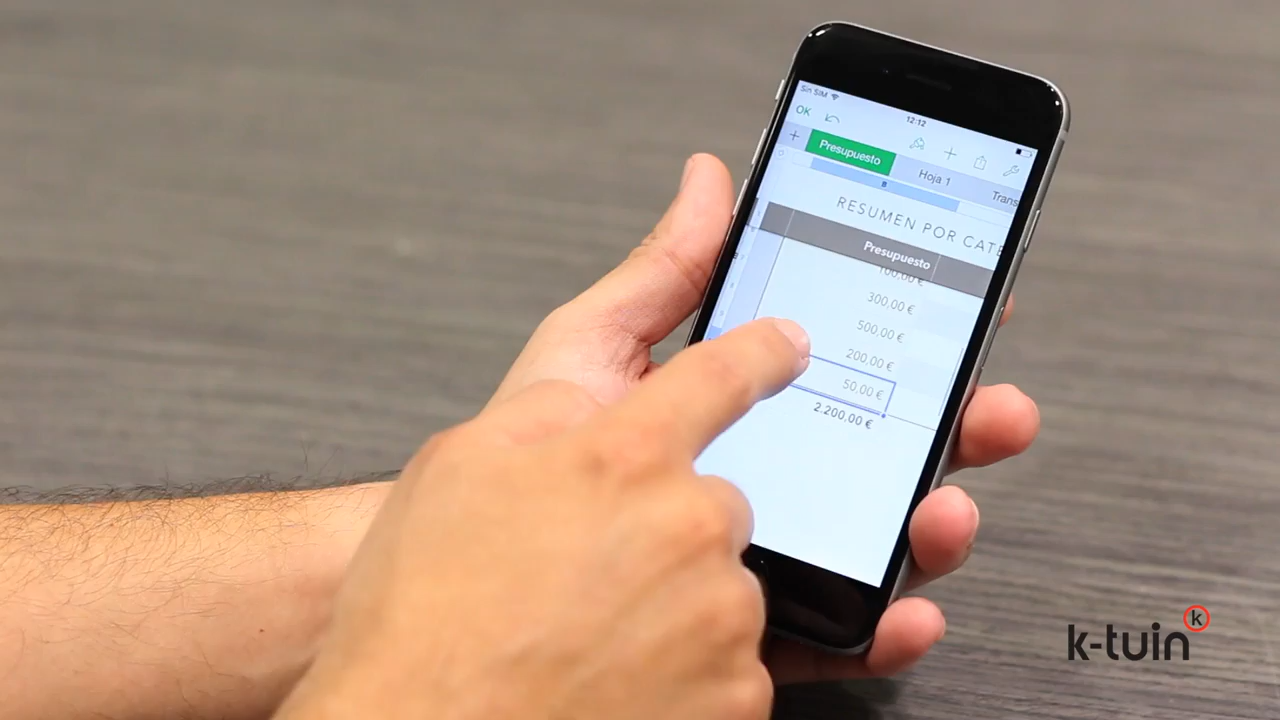 Sin SIM
12:12
OK
Presupuesto
Hoja 1
Trans
B
RESUMEN POR CATE
Presupuesto
100,00 €
300,00 €
500,00 €
200,00 €
50,00 €
2.200,00 €
k-tuin
k